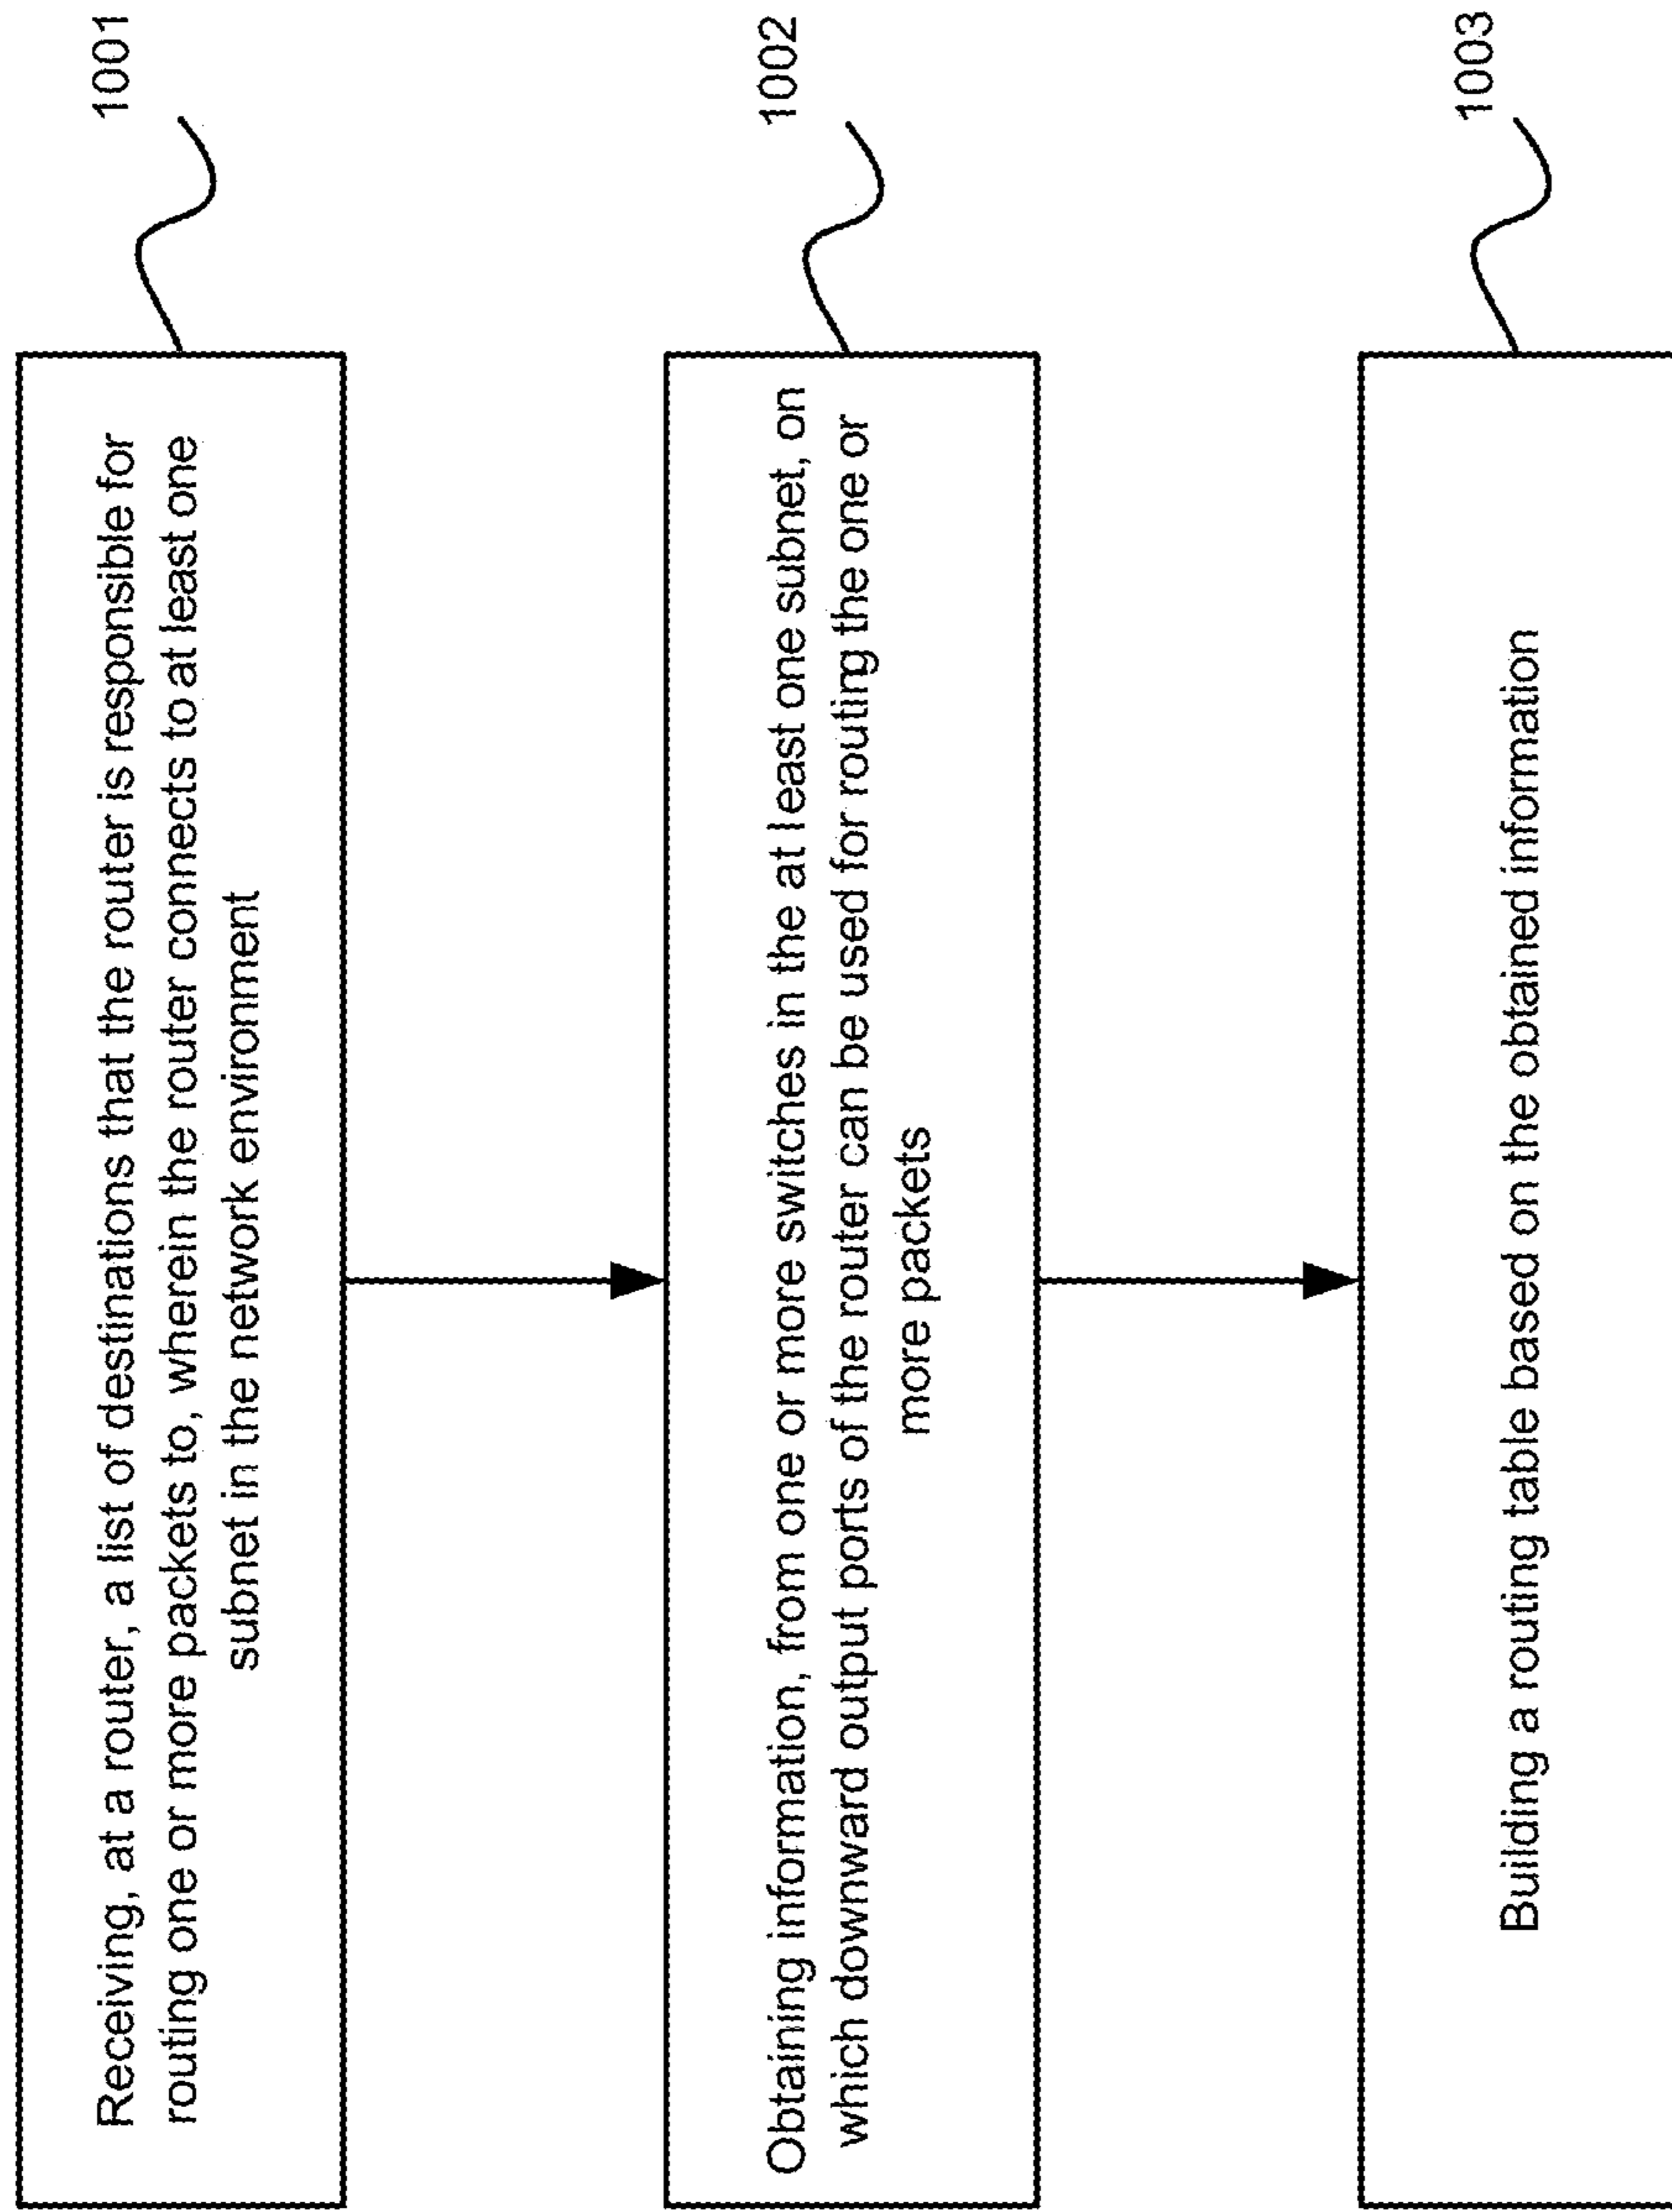 Receiving, at a router, a list of destinations that the router is responsible for
routing one or more packets to, wherein the router connects to at least one
subnet in the network environment
1001
Obtaining information, from one or more switches in the at least one subnet, on
which downward output ports of the router can be used for routing the one or
more packets
1002
Building a routing table based on the obtained information
1003